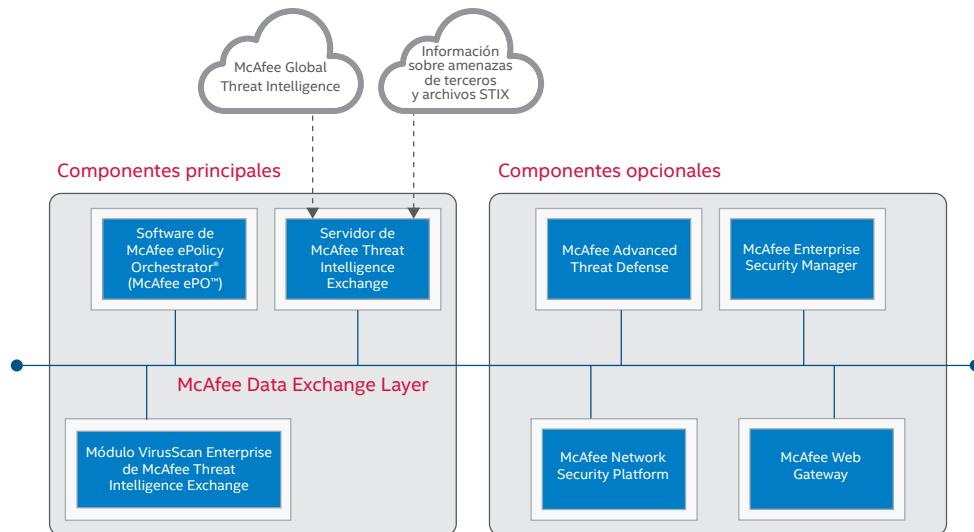 McAfee Global
Threat Intelligence
Información
sobre amenazas
de terceros
y archivos STIX
Componentes principales
Componentes opcionales
Software de
McAfee ePolicy
Orchestrator®
(McAfee ePO™)
Servidor de
McAfee Threat
Intelligence
Exchange
McAfee Advanced
Threat Defense
McAfee Enterprise
Security Manager
McAfee Data Exchange Layer
Módulo VirusScan Enterprise
de McAfee Threat
Intelligence Exchange
McAfee Network
Security Platform
McAfee Web
Gateway